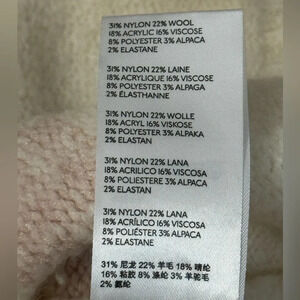 31% NYLON 22% WOOL
18% ACRYLIC 16% VISCOSE
8% POLYESTER 3% ALPACA
2% ELASTANE
31% NYLON 22% LAINE
18% ACRYLIQUE 16% VISCOSE
8% POLYESTER 3% ALPAGA
2% ÉLASTHANNE
31% NYLON 22% WOLLE
18% ACRYL 16% VISKOSE
8% POLYESTER 3% ALPAKA
2% ELASTAN
31% NYLON 22% LANA
18% ACRILICO 16% VISCOSA
8% POLIESTERE 3% ALPACA
2% ELASTAN
31% NYLON 22% LANA
18% ACRÍLICO 16% VISCOSA
8% POLIÉSTER 3% ALPACA
2% ELASTANE
31% 尼龙 22% 羊毛 18% 腈纶
16% 粘胶 8% 涤纶 3% 羊驼毛
2% 氨纶